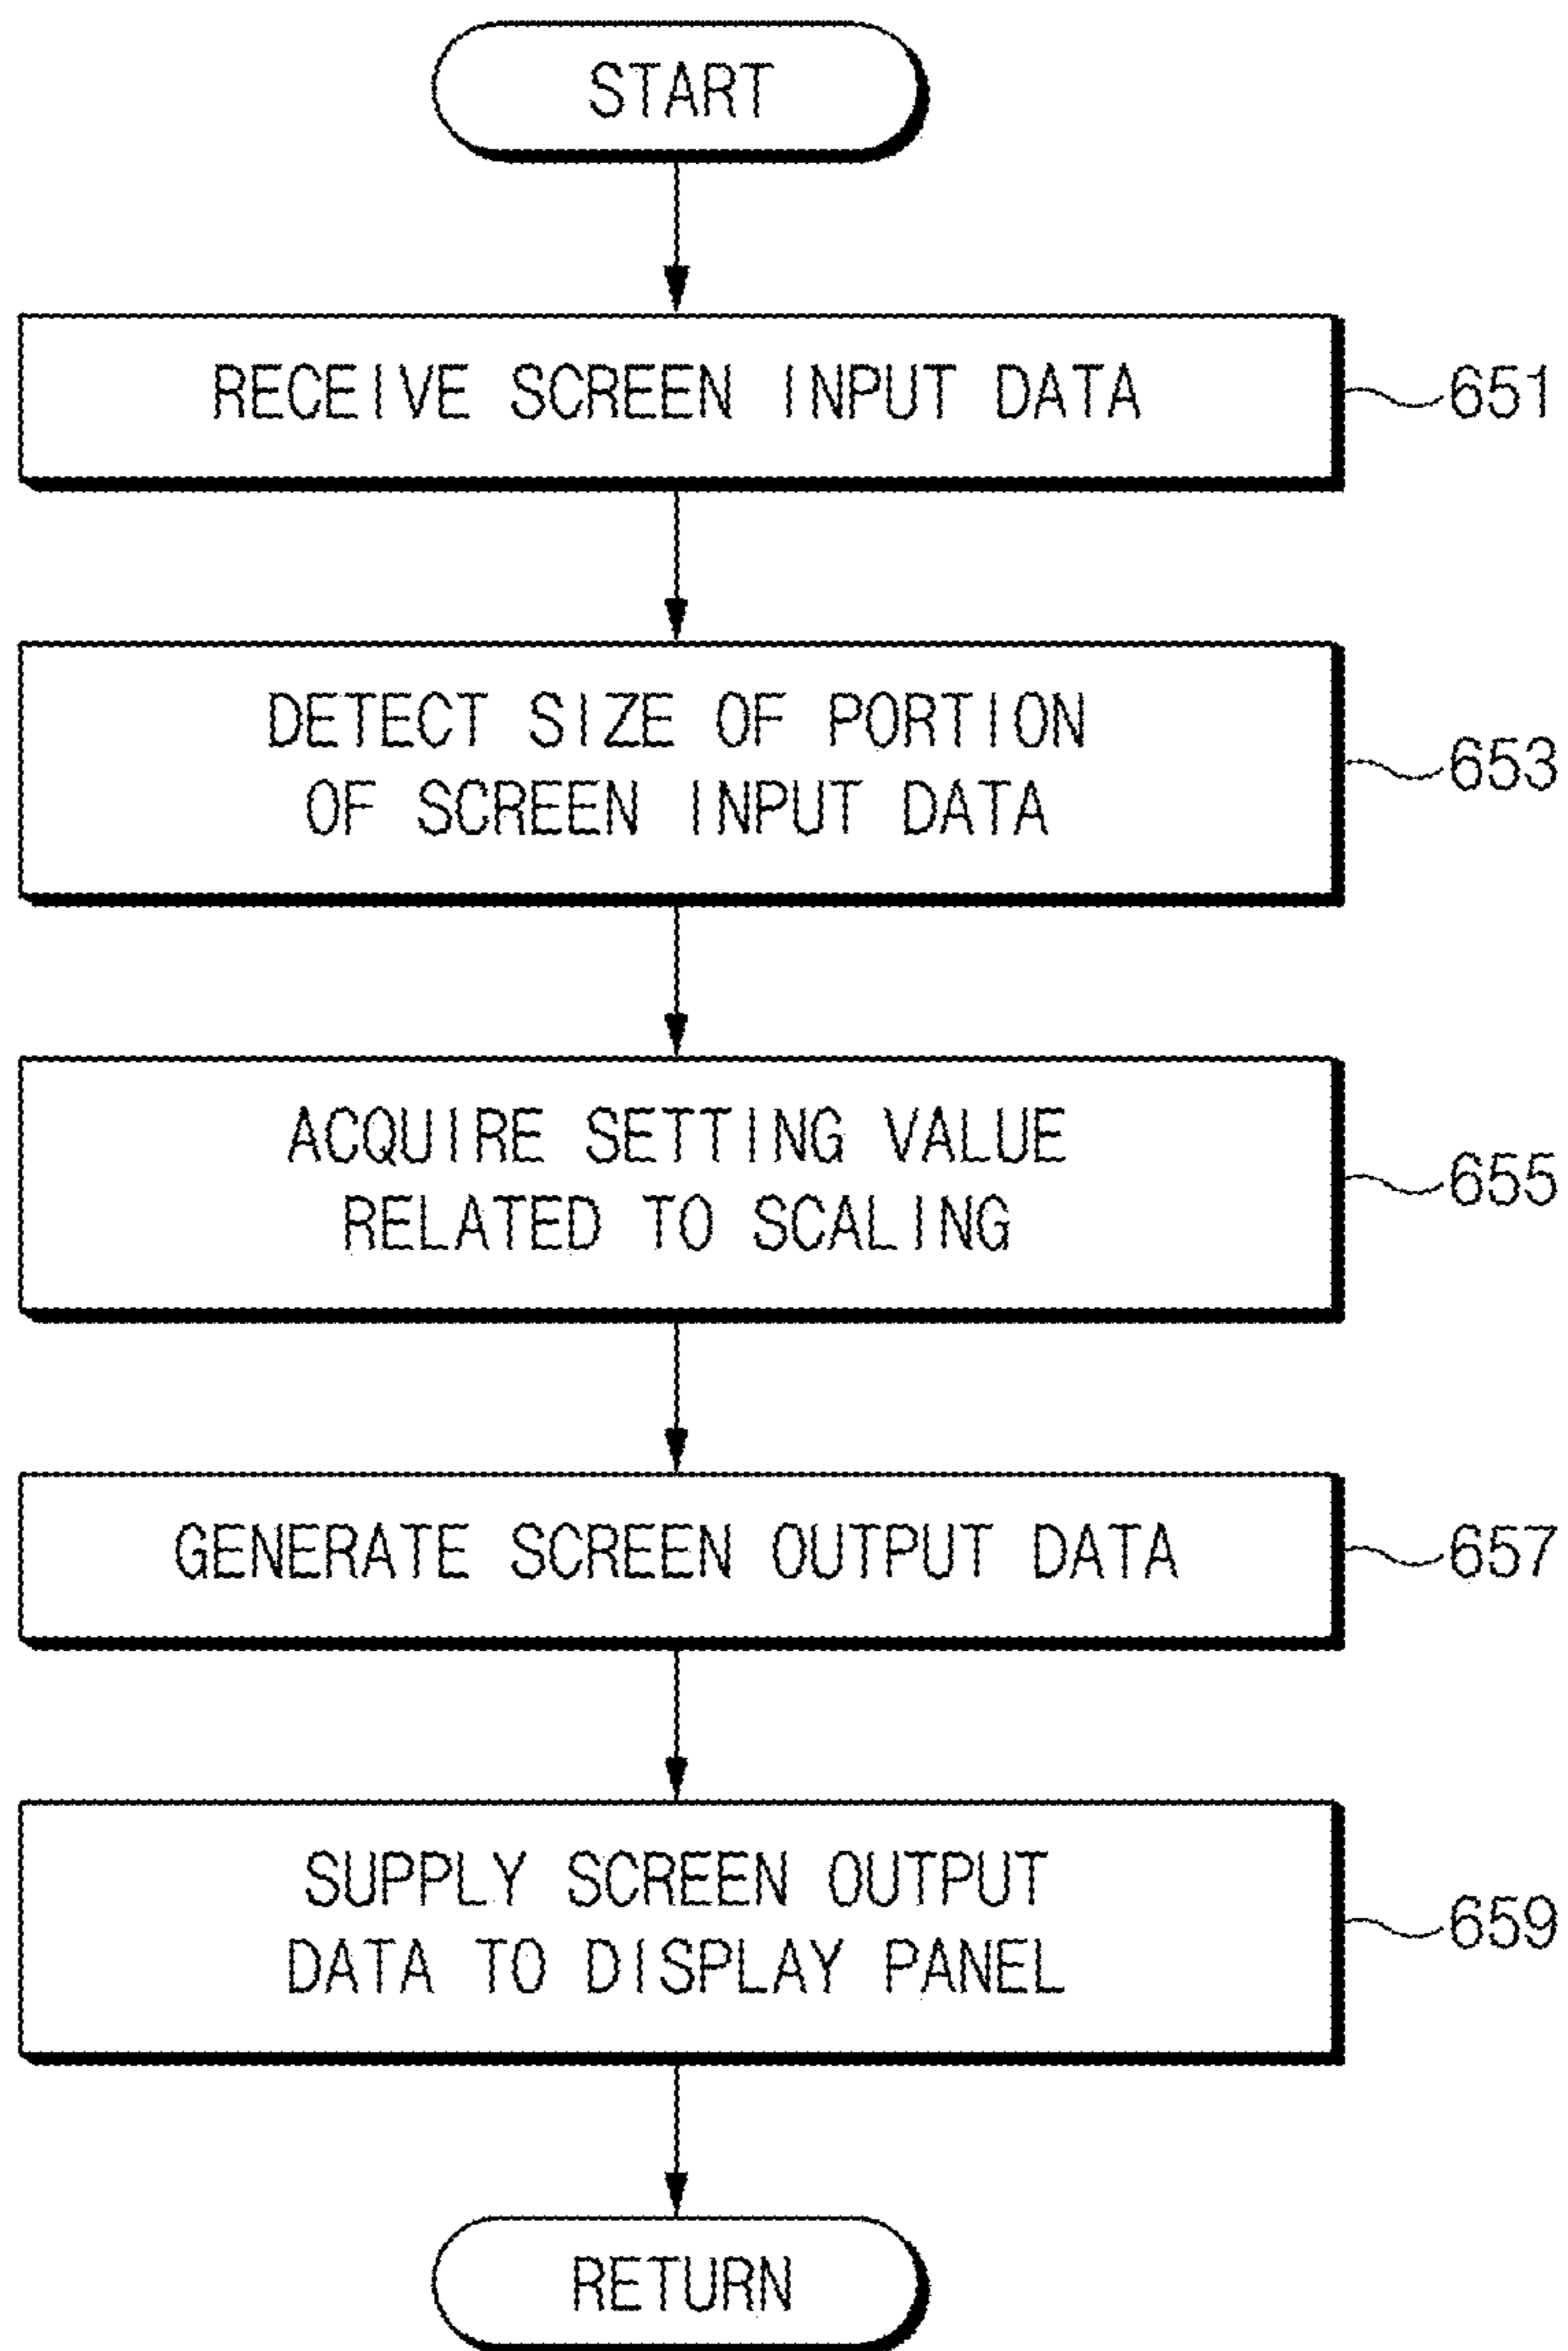 START
RECEIVE SCREEN INPUT DATA
651
DETECT SIZE OF PORTION
OF SCREEN INPUT DATA
653
ACQUIRE SETTING VALUE
RELATED TO SCALING
655
GENERATE SCREEN OUTPUT DATA
657
SUPPLY SCREEN OUTPUT
DATA TO DISPLAY PANEL
659
RETURN